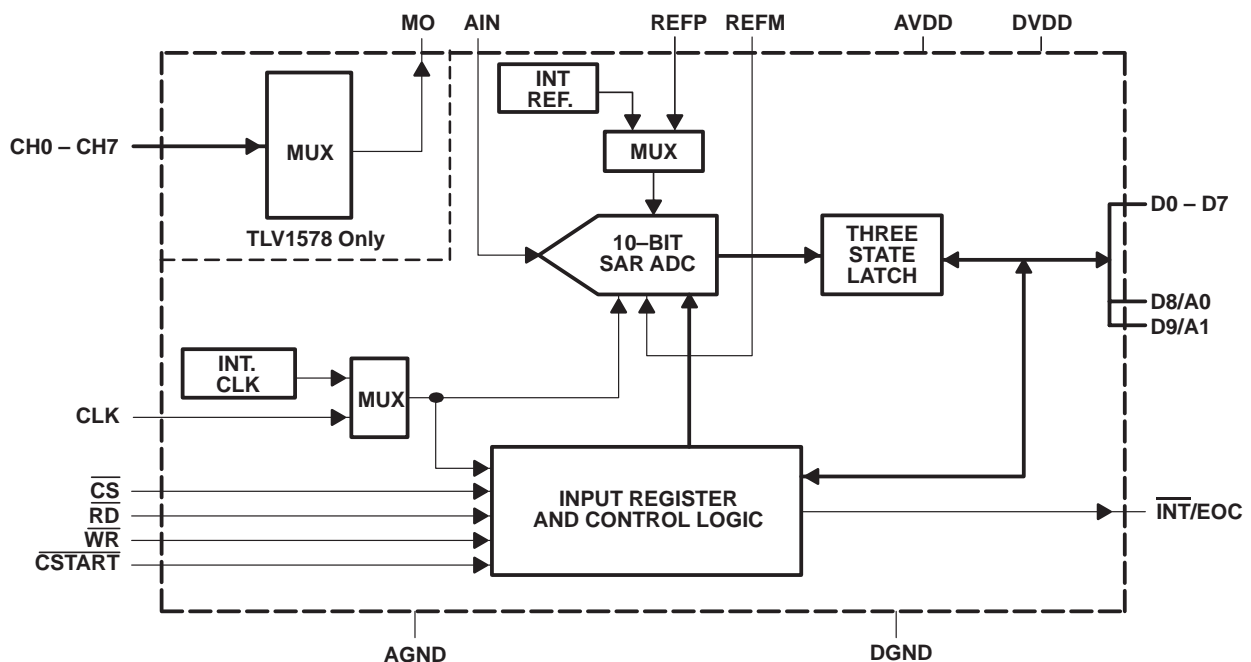 MO AIN REFP REFM AVDD DVDD
INT
REF.
CH0 – CH7
MUX
MUX
TLV1578 Only
10–BIT
SAR ADC
THREE
STATE
LATCH
D0 – D7
D8/A0
D9/A1
INT.
CLK
MUX
CLK
CS
RD
WR
CSTART
INPUT REGISTER
AND CONTROL LOGIC
INT/EOC
AGND DGND